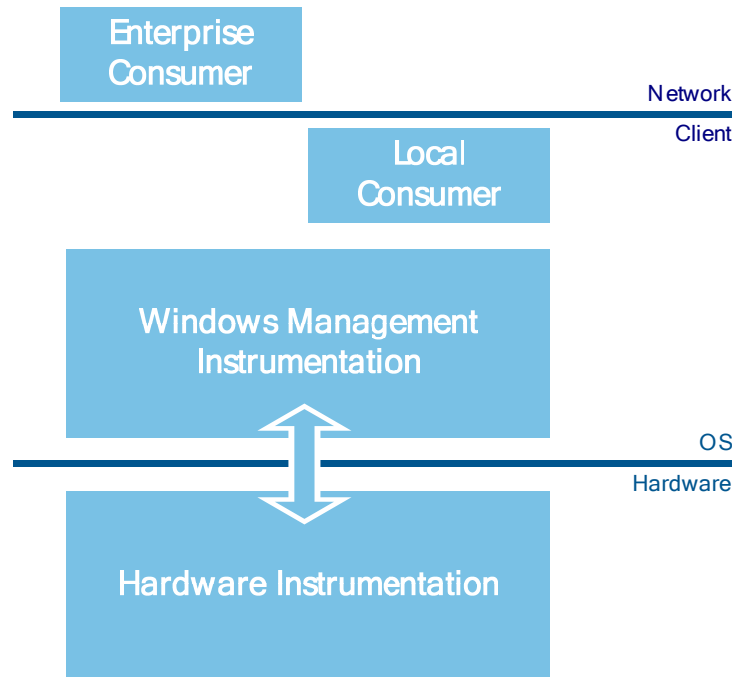 Enterprise
Consumer
Network
Client
Local
Consumer
Windows Management
Instrumentation
OS
Hardware
Hardware Instrumentation